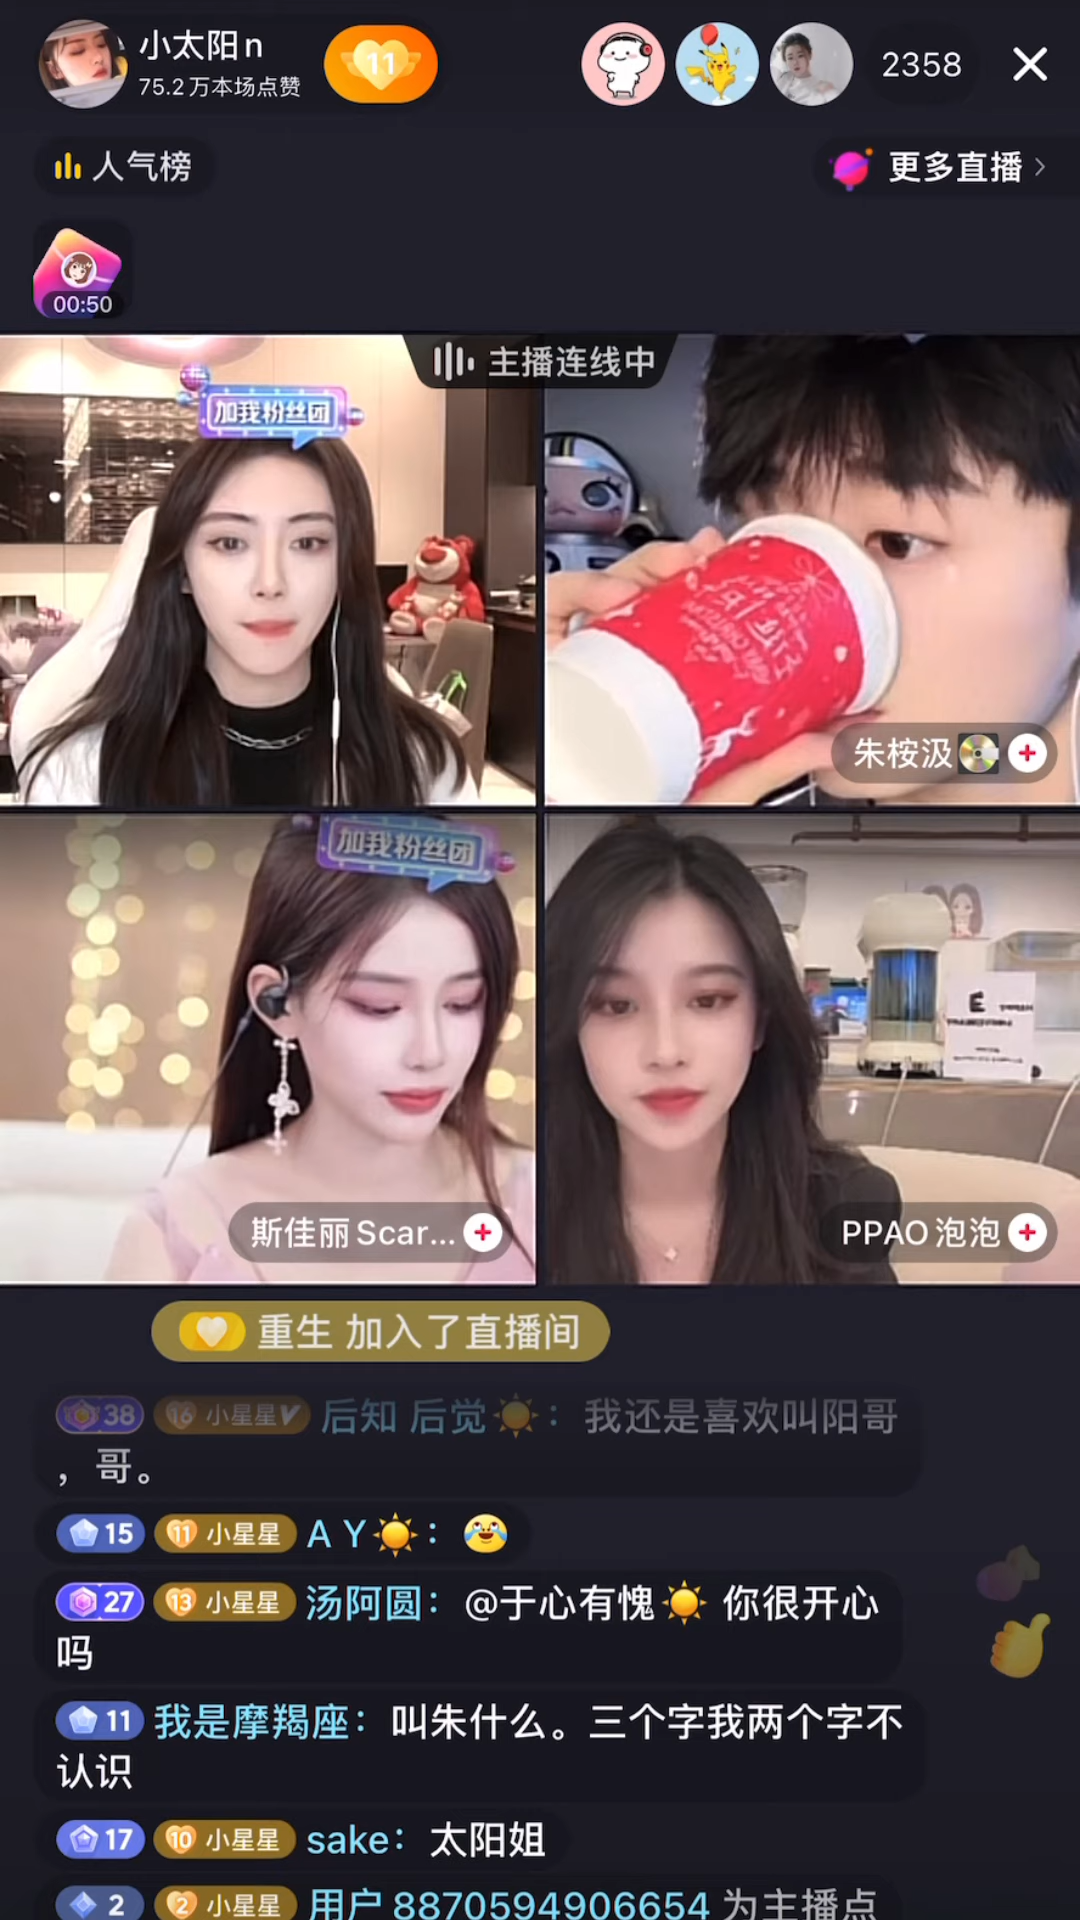 小太阳n
75.2万本场点赞
11
2358
人气榜
更多直播
00:50
主播连线中
加我粉丝团
朱桉汲
加我粉丝团
斯佳丽Scar...
PPAO泡泡
重生 加入了直播间
38 16 小星星 后知 后觉☀️：我还是喜欢叫阳哥
，哥。
15 11 小星星 A Y☀️：😂
27 13 小星星 汤阿圆：@于心有愧☀️ 你很开心
吗
11 我是摩羯座：叫朱什么。三个字我两个字不
认识
17 10 小星星 sake：太阳姐
2 2 小星星 用户8870594906654 为主播点